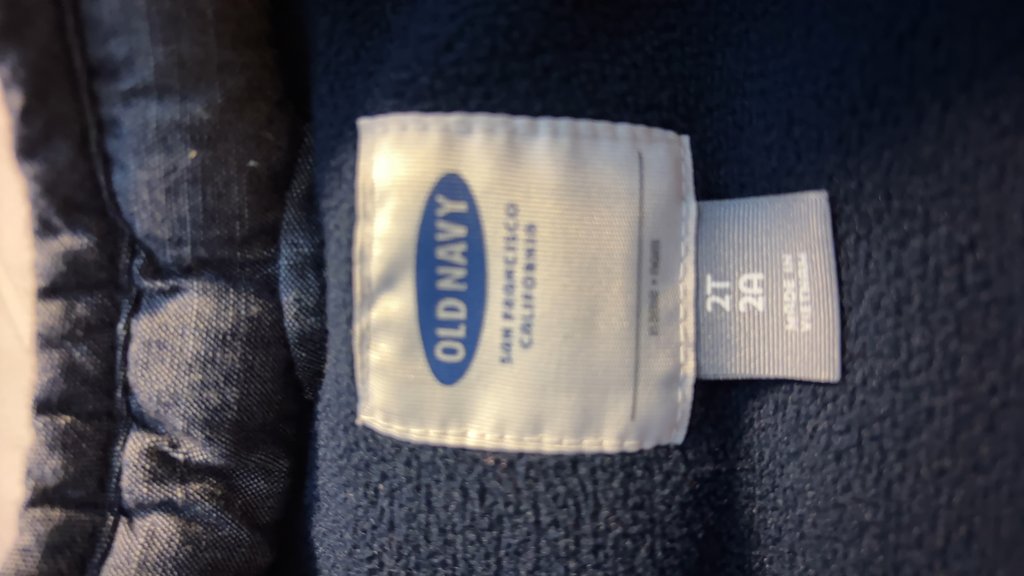 OLD NAVY
SAN FRANCISCO
CALIFORNIA
2T
2A
MADE IN
VIETNAM